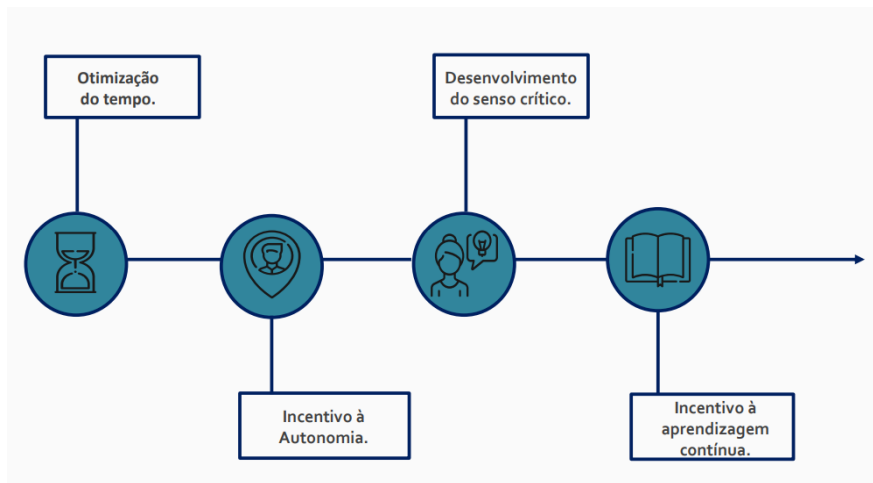 Otimização
do tempo.
Incentivo à
Autonomia.
Desenvolvimento
do senso crítico.
Incentivo à
aprendizagem
contínua.